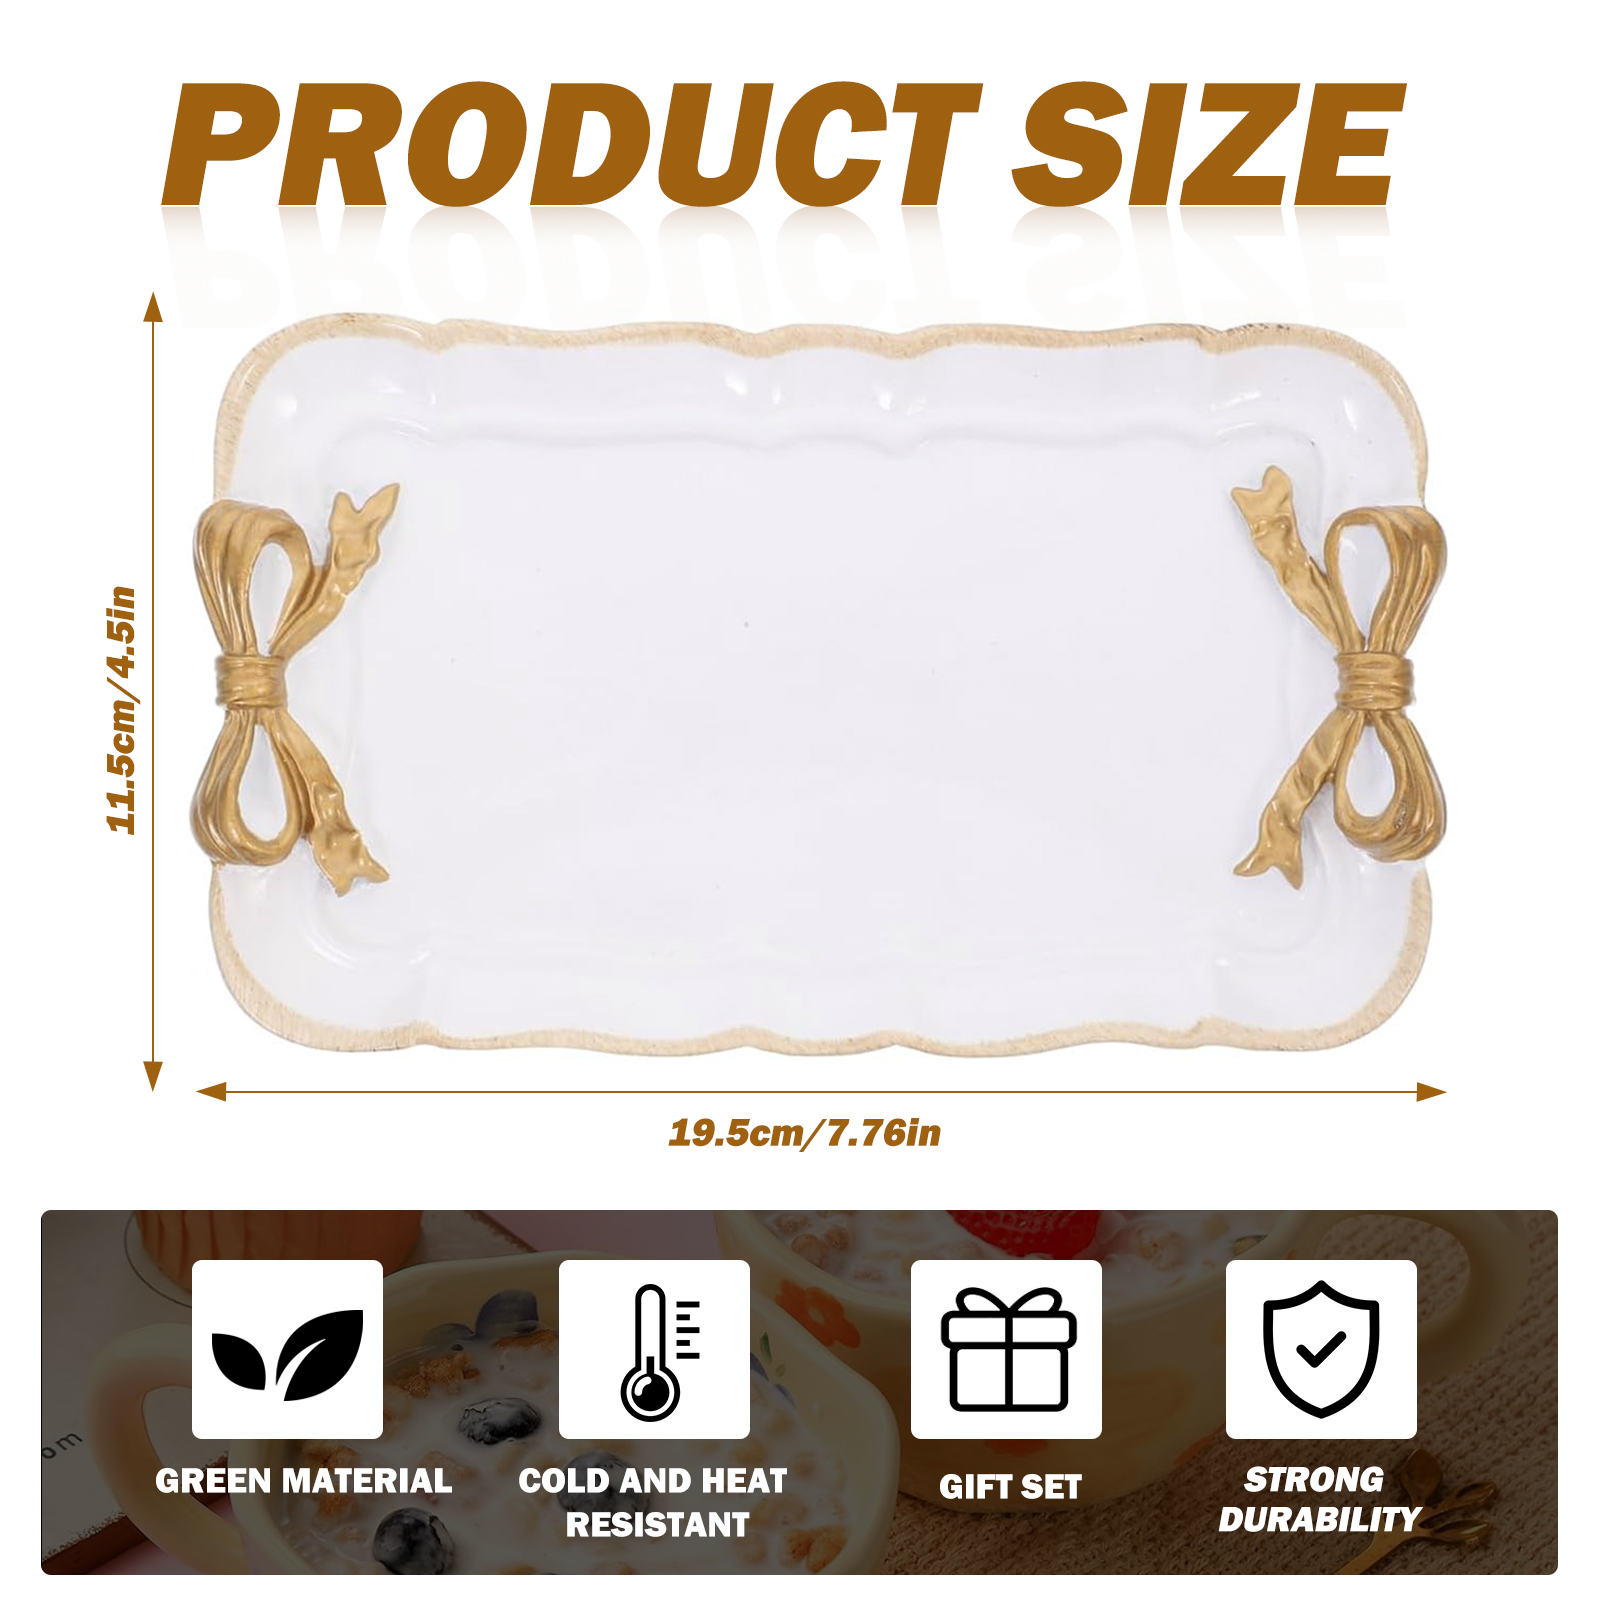 PRODUCT SIZE
11.5cm/4.5in
19.5cm/7.76in
GREEN MATERIAL
COLD AND HEAT
RESISTANT
GIFT SET
STRONG
DURABILITY
om